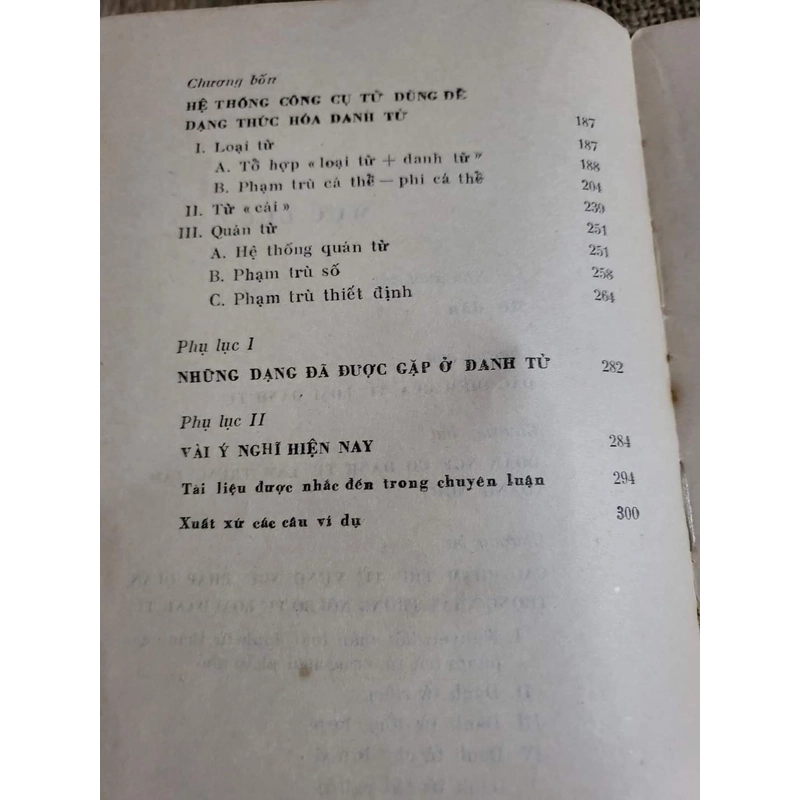 Chương bốn
HỆ THỐNG CÔNG CỤ TỪ DÙNG ĐỂ
DẠNG THỨC HÓA DANH TỪ 187
I. Loại từ 187
A. Tổ hợp « loại từ + danh từ » 188
B. Phạm trù cá thể — phi cá thể 204
II. Từ « cái » 239
III. Quán từ 251
A. Hệ thống quán từ 251
B. Phạm trù số 258
C. Phạm trù thiết định 264
Phụ lục I
NHỮNG DẠNG ĐÃ ĐƯỢC GẶP Ở DANH TỪ 282
Phụ lục II
VÀI Ý NGHĨ HIỆN NAY 284
Tài liệu được nhắc đến trong chuyên luận 294
Xuất xứ các câu ví dụ 300